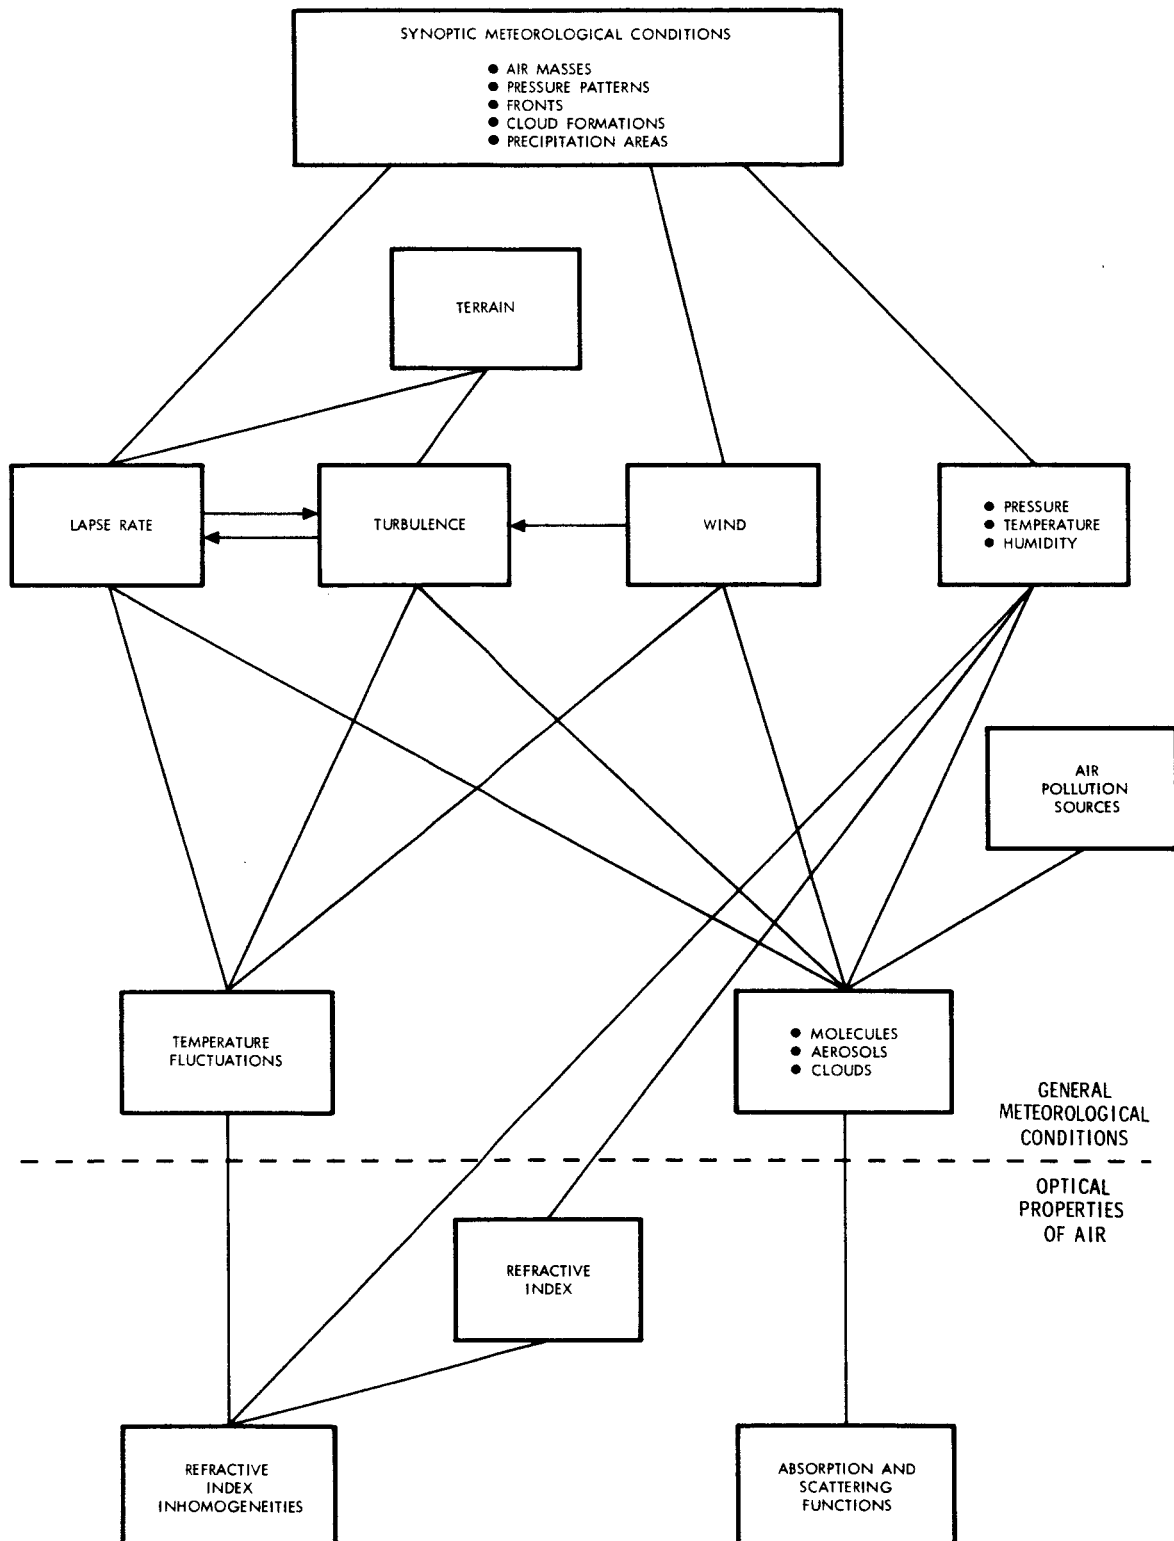 SYNOPTIC METEOROLOGICAL CONDITIONS
● AIR MASSES
● PRESSURE PATTERNS
● FRONTS
● CLOUD FORMATIONS
● PRECIPITATION AREAS
TERRAIN
LAPSE RATE
TURBULENCE
WIND
● PRESSURE
● TEMPERATURE
● HUMIDITY
AIR
POLLUTION
SOURCES
TEMPERATURE
FLUCTUATIONS
● MOLECULES
● AEROSOLS
● CLOUDS
GENERAL
METEOROLOGICAL
CONDITIONS
OPTICAL
PROPERTIES
OF AIR
REFRACTIVE
INDEX
REFRACTIVE
INDEX
INHOMOGENEITIES
ABSORPTION AND
SCATTERING
FUNCTIONS